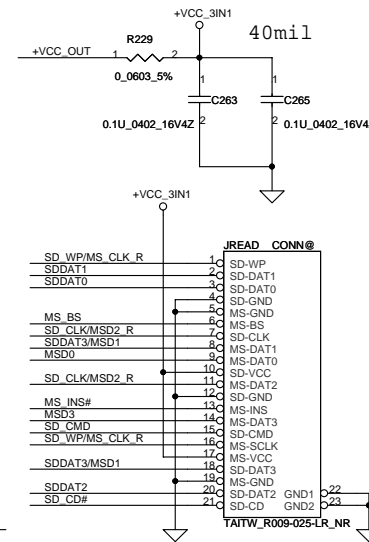 +VCC_3IN1
40mil
R229
+VCC_OUT 1 2
0_0603_5%
1 1
C263 C265
2 2
0.1U_0402_16V4Z 0.1U_0402_16V4
+VCC_3IN1
JREAD CONN@
SD_WP/MS_CLK_R 1 SD-WP
SDDAT1 2 SD-DAT1
SDDAT0 3 SD-DAT0
4 SD-GND
5 MS-GND
MS_BS 6 MS-BS
SD_CLK/MSD2_R 7 SD-CLK
SDDAT3/MSD1 8 MS-DAT1
MSD0 9 MS-DAT0
10 SD-VCC
SD_CLK/MSD2_R 11 MS-DAT2
12 SD-GND
MS_INS# 13 MS-INS
MSD3 14 MS-DAT3
SD_CMD 15 SD-CMD
SD_WP/MS_CLK_R 16 MS-SCLK
17 MS-VCC
SDDAT3/MSD1 18 SD-DAT3
19 MS-GND
SDDAT2 20 SD-DAT2 GND1 22
SD_CD# 21 SD-CD GND2 23
TAITW_R009-025-LR_NR